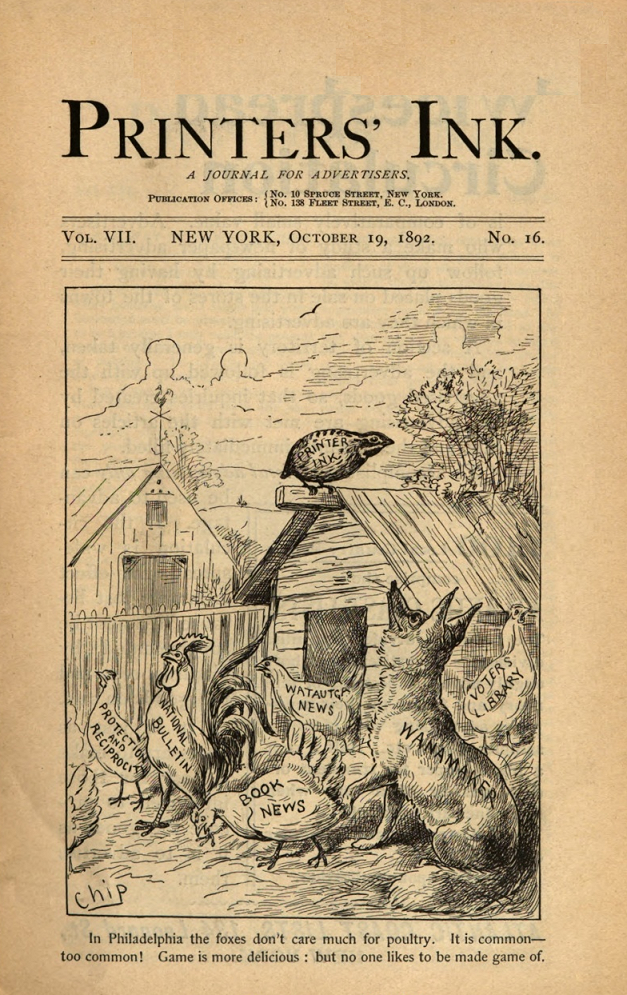 PRINTERS' INK.
A JOURNAL FOR ADVERTISERS.
PUBLICATION OFFICES: { No. 10 SPRUCE STREET, NEW YORK.
{ No. 138 FLEET STREET, E. C., LONDON.
VOL. VII. NEW YORK, OCTOBER 19, 1892. No. 16.
PRINTER
INK.
WATAUTGA
NEWS
VOTERS
LIBRARY
PROTECTION
AND
RECIPROCITY
NATIONAL
BULLETIN
WANAMAKER
BOOK
NEWS
Chip
In Philadelphia the foxes don't care much for poultry. It is common—
too common! Game is more delicious : but no one likes to be made game of.